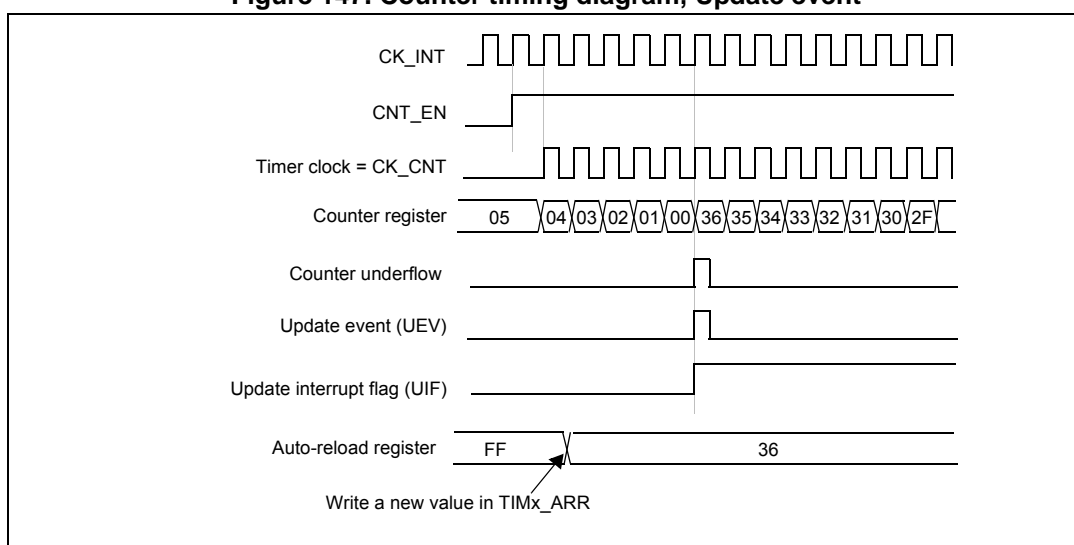 Figure 147. Counter timing diagram, Update event
CK_INT
CNT_EN
Timer clock = CK_CNT
Counter register 05 04 03 02 01 00 36 35 34 33 32 31 30 2F
Counter underflow
Update event (UEV)
Update interrupt flag (UIF)
Auto-reload register FF 36
Write a new value in TIMx_ARR